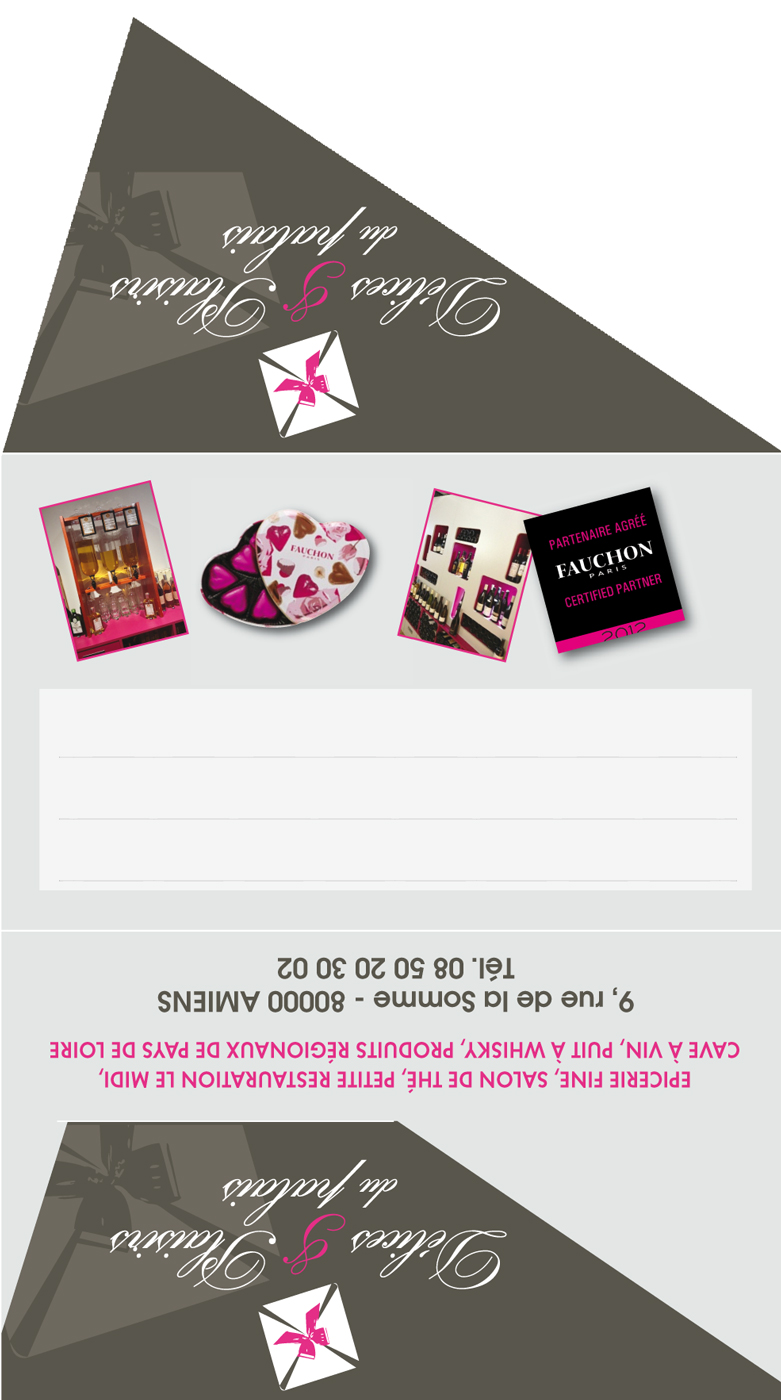 Délices & Plaisirs
du palais
FAUCHON
PARIS
PARTENAIRE AGRÉÉ
FAUCHON
PARIS
CERTIFIED PARTNER
2012
Délices & Plaisirs
du palais
EPICERIE FINE, SALON DE THÉ, PETITE RESTAURATION LE MIDI,
CAVE À VIN, PUIT À WHISKY, PRODUITS RÉGIONAUX DE PAYS DE LOIRE
9, rue de la Somme - 80000 AMIENS
Tél. 08 50 20 30 02